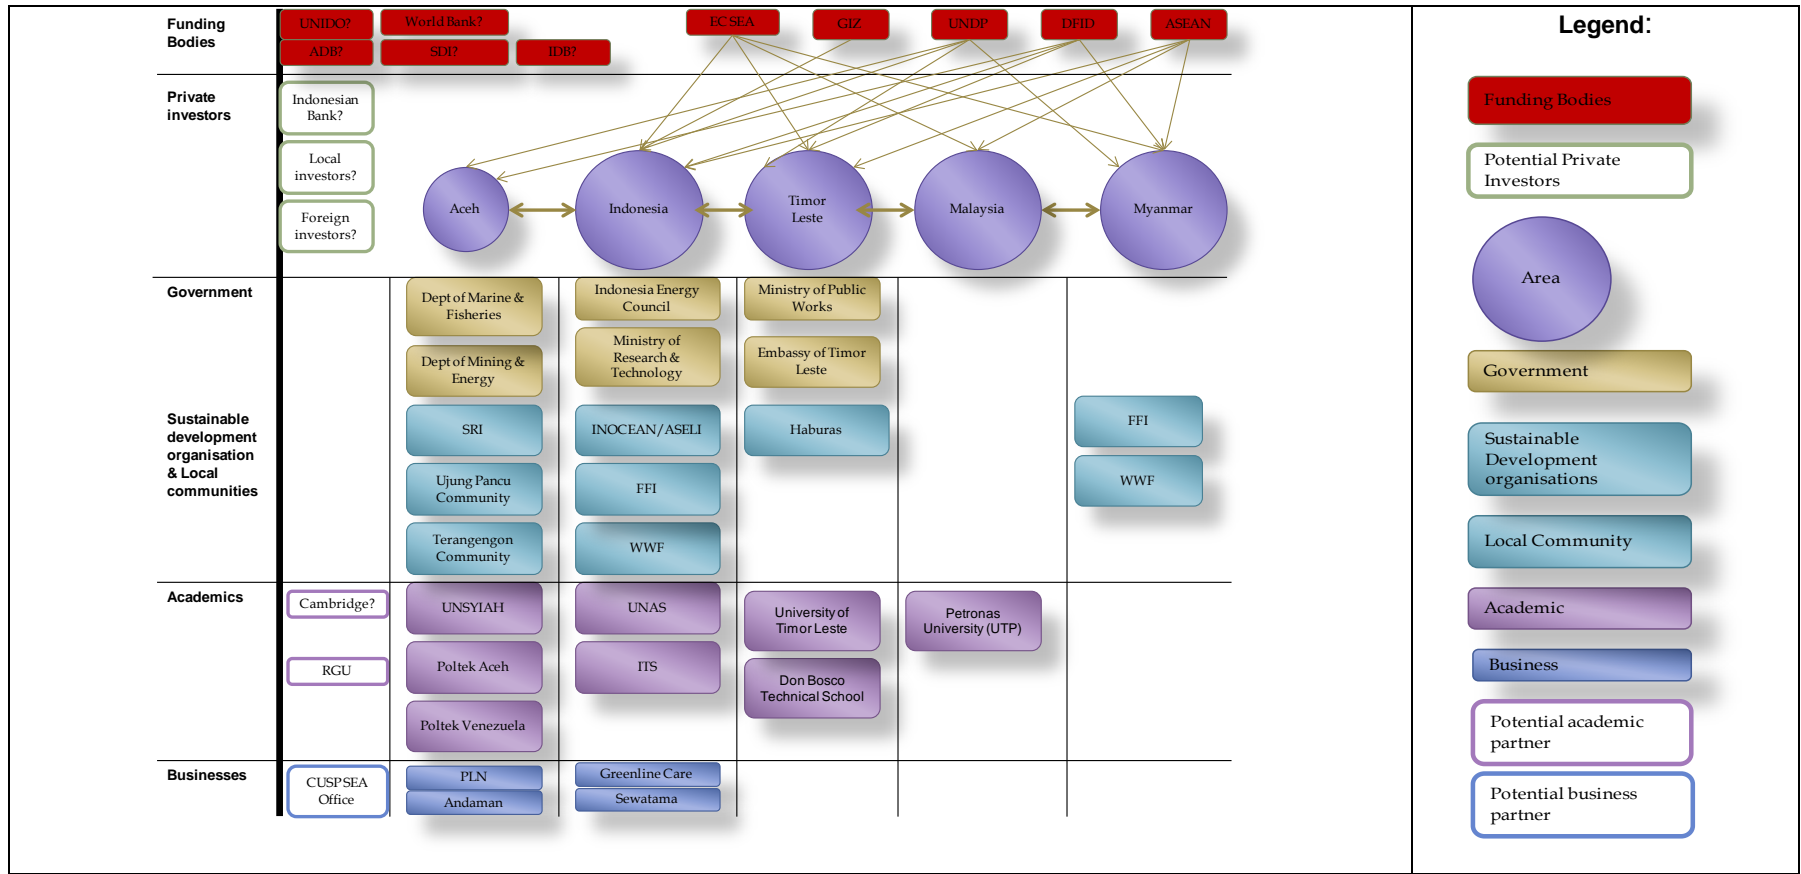 Funding
Bodies
UNIDO?
World Bank?
EC SEA
GIZ
UNDP
DFID
ASEAN
ADB?
SDI?
IDB?
Private
investors
Indonesian
Bank?
Local
investors?
Foreign
investors?
Aceh
Indonesia
Timor
Leste
Malaysia
Myanmar
Government
Dept of Marine &
Fisheries
Indonesia Energy
Council
Ministry of Public
Works
Dept of Mining &
Energy
Ministry of
Research &
Technology
Embassy of Timor
Leste
Sustainable
development
organisation
& Local
communities
SRI
INOCEAN/ASELI
Haburas
FFI
Ujung Pancu
Community
FFI
WWF
Terangengon
Community
WWF
Academics
Cambridge?
UNSYIAH
UNAS
University of
Timor Leste
Petronas
University (UTP)
RGU
Poltek Aceh
ITS
Don Bosco
Technical School
Poltek Venezuela
Businesses
CUSP SEA
Office
PLN
Andaman
Greenline Care
Sewatama
Legend:
Funding Bodies
Potential Private
Investors
Area
Government
Sustainable
Development
organisations
Local Community
Academic
Business
Potential academic
partner
Potential business
partner